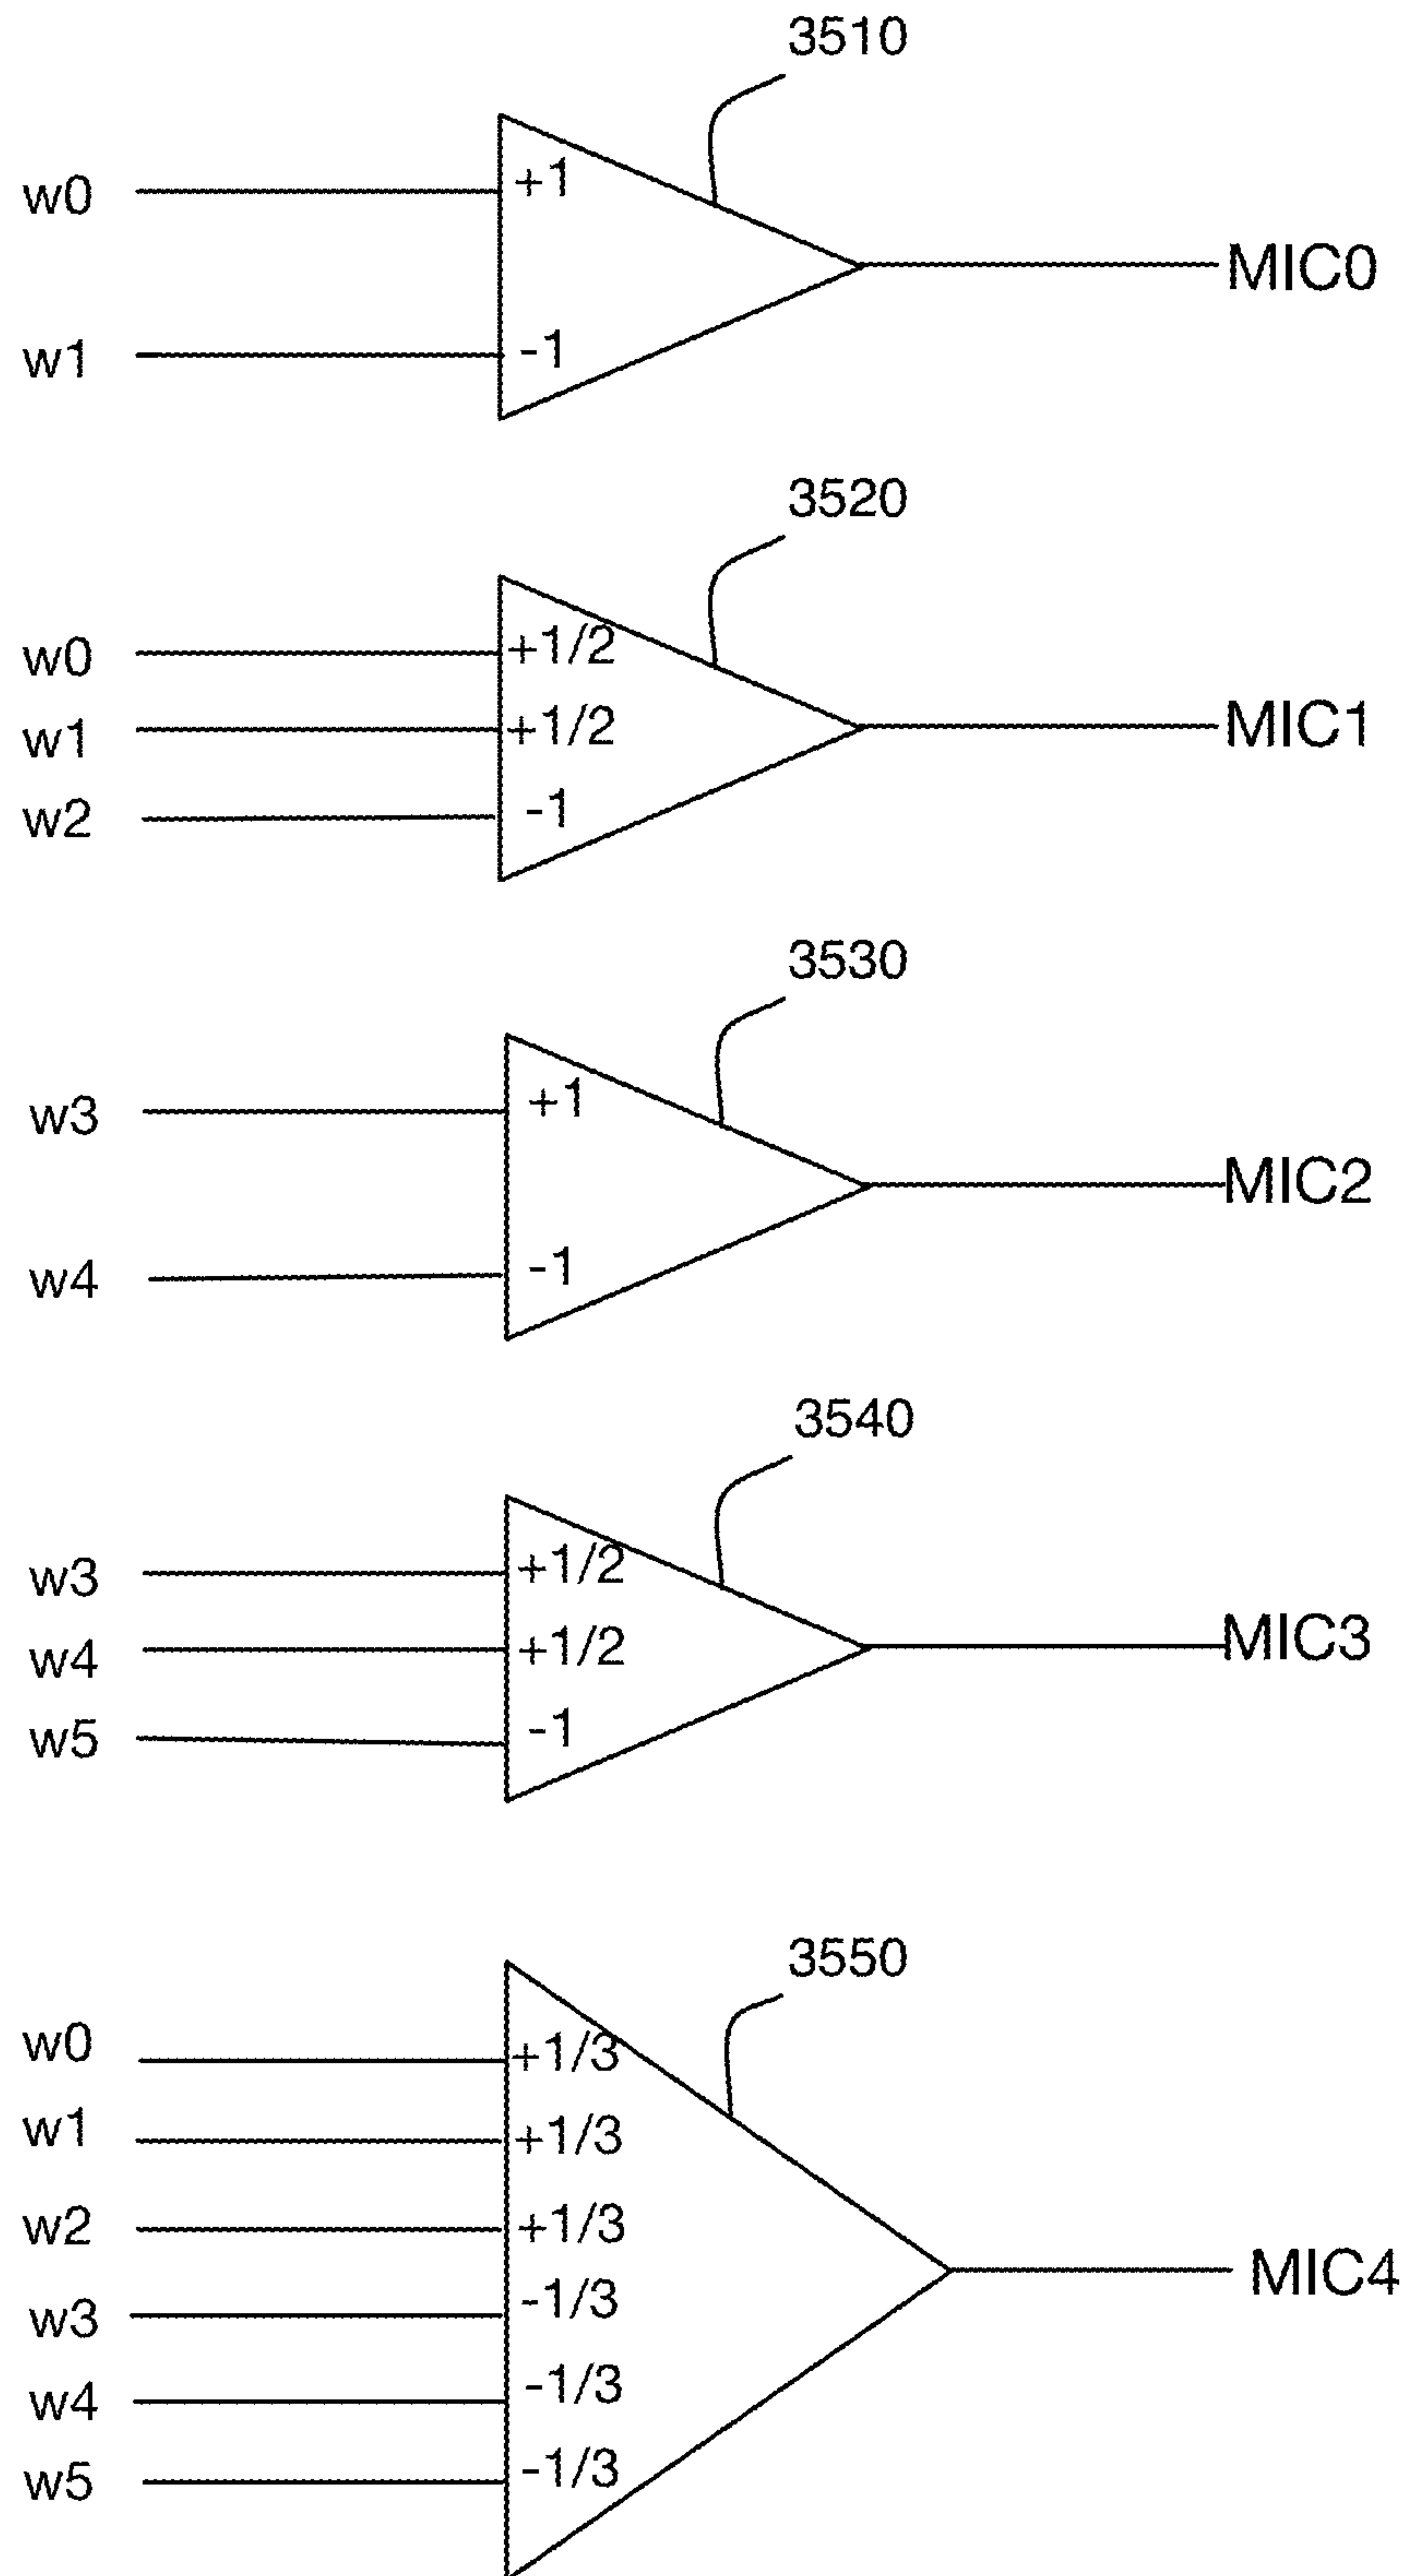 3510
w0 +1
MIC0
w1 -1
3520
w0 +1/2
w1 +1/2 MIC1
w2 -1
3530
w3 +1
MIC2
w4 -1
3540
w3 +1/2
w4 +1/2 MIC3
w5 -1
3550
w0 +1/3
w1 +1/3
w2 +1/3
MIC4
w3 -1/3
w4 -1/3
w5 -1/3